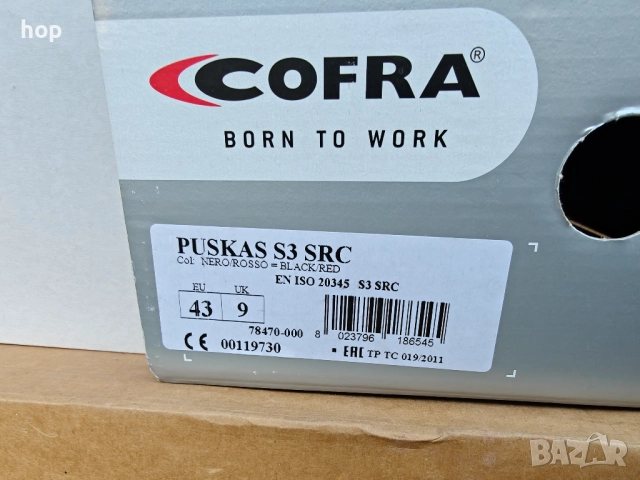 hop
COFRA®
BORN TO WORK
PUSKAS S3 SRC
Col: NERO/ROSSO = BLACK/RED
EN ISO 20345 S3 SRC
EU UK
43 9
78470-000
8 023796 186545
CE 00119730
▪ EAC TP TC 019/2011
bazar